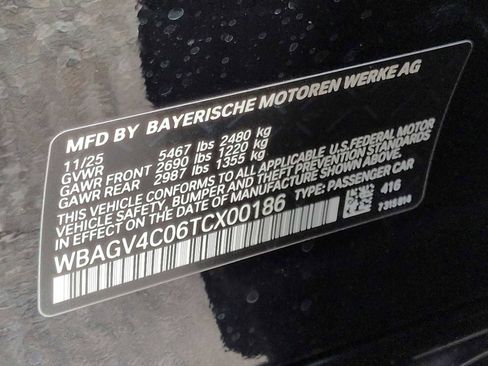 MFD BY BAYERISCHE MOTOREN WERKE AG
11/25 5467 lbs 2480 kg
GVWR
GAWR FRONT 2690 lbs 1220 kg
GAWR REAR 2987 lbs 1355 kg
THIS VEHICLE CONFORMS TO ALL APPLICABLE U.S.FEDERAL MOTOR
VEHICLE SAFETY, BUMPER, AND THEFT PREVENTION STANDARDS
IN EFFECT ON THE DATE OF MANUFACTURE SHOWN ABOVE.
WBAGV4C06TCX00186 TYPE: PASSENGER CAR
416